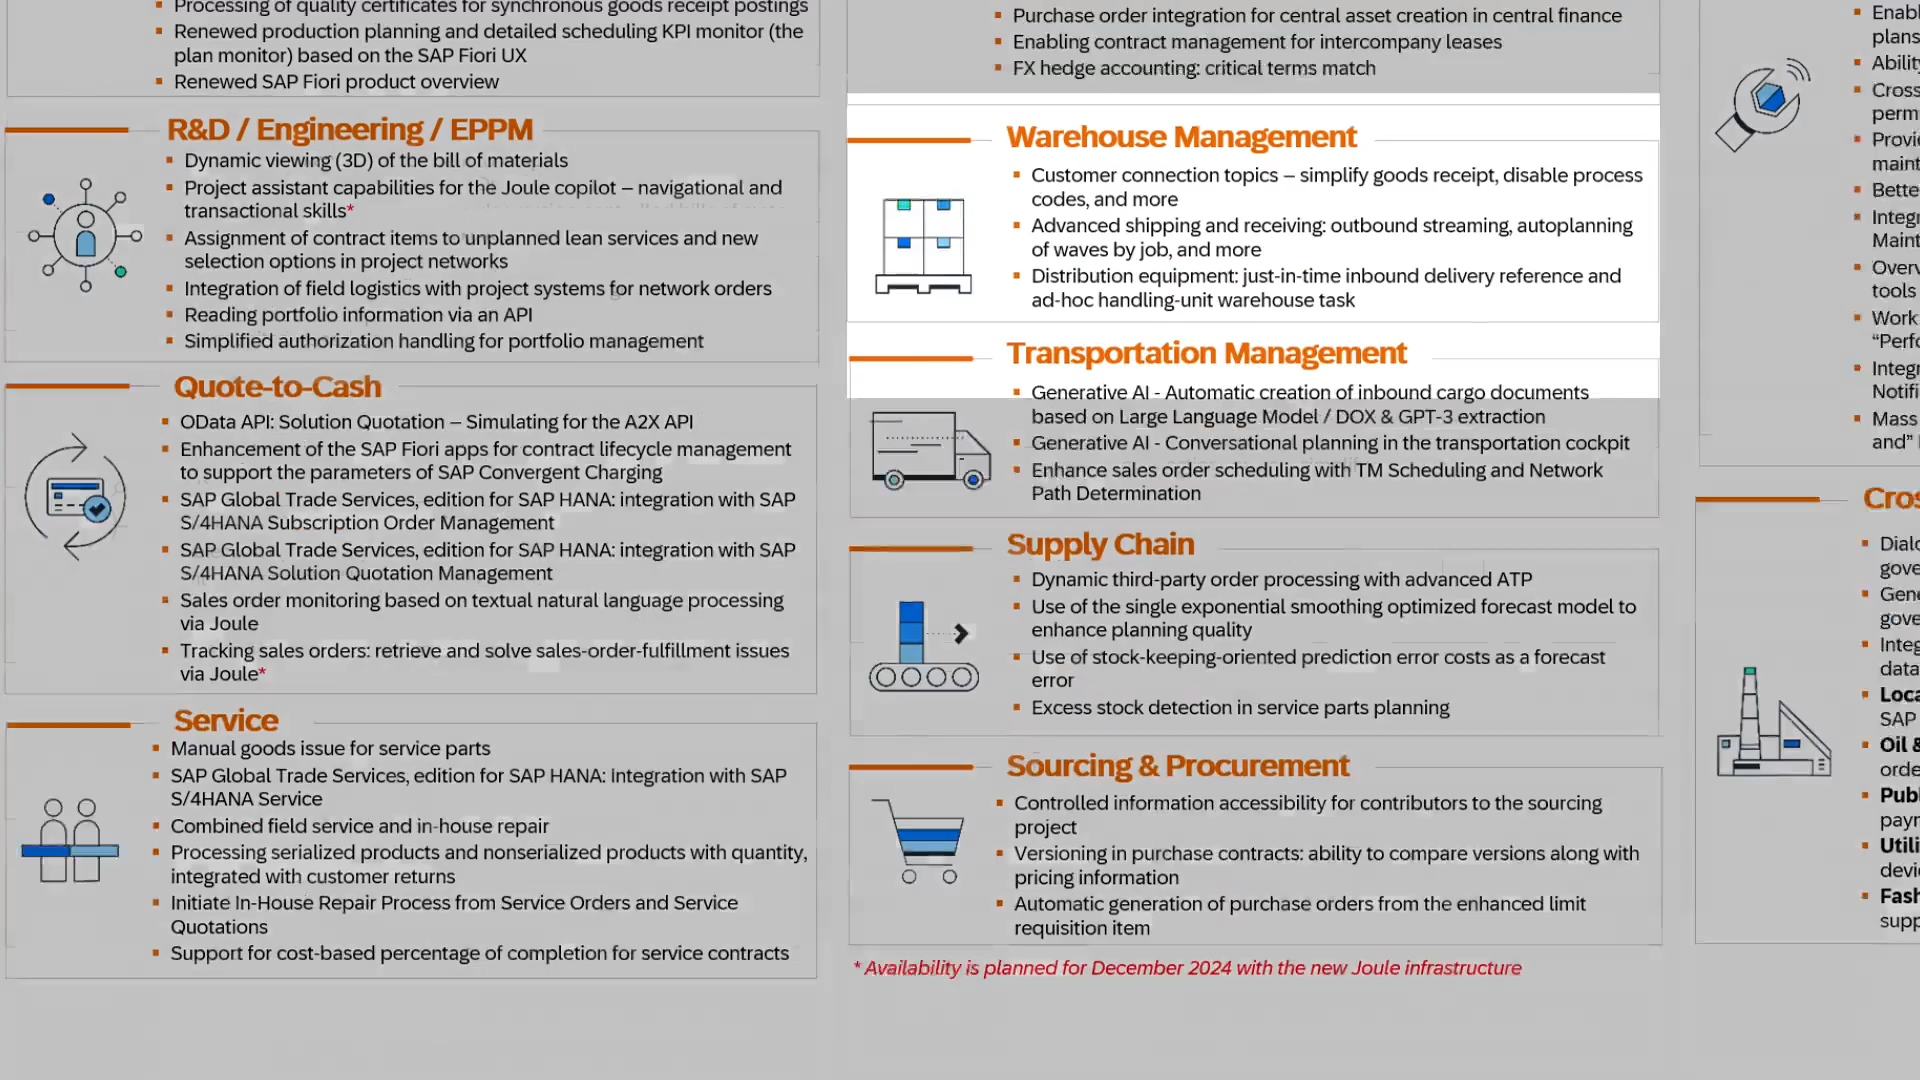 Processing of quality certificates for synchronous goods receipt postings
Renewed production planning and detailed scheduling KPI monitor (the
plan monitor) based on the SAP Fiori UX
Renewed SAP Fiori product overview
R&D / Engineering / EPPM
Dynamic viewing (3D) of the bill of materials
Project assistant capabilities for the Joule copilot – navigational and
transactional skills*
Assignment of contract items to unplanned lean services and new
selection options in project networks
Integration of field logistics with project systems for network orders
Reading portfolio information via an API
Simplified authorization handling for portfolio management
Quote-to-Cash
OData API: Solution Quotation – Simulating for the A2X API
Enhancement of the SAP Fiori apps for contract lifecycle management
to support the parameters of SAP Convergent Charging
SAP Global Trade Services, edition for SAP HANA: integration with SAP
S/4HANA Subscription Order Management
SAP Global Trade Services, edition for SAP HANA: integration with SAP
S/4HANA Solution Quotation Management
Sales order monitoring based on textual natural language processing
via Joule
Tracking sales orders: retrieve and solve sales-order-fulfillment issues
via Joule*
Service
Manual goods issue for service parts
SAP Global Trade Services, edition for SAP HANA: Integration with SAP
S/4HANA Service
Combined field service and in-house repair
Processing serialized products and nonserialized products with quantity,
integrated with customer returns
Initiate In-House Repair Process from Service Orders and Service
Quotations
Support for cost-based percentage of completion for service contracts
Purchase order integration for central asset creation in central finance
Enabling contract management for intercompany leases
FX hedge accounting: critical terms match
Warehouse Management
Customer connection topics – simplify goods receipt, disable process
codes, and more
Advanced shipping and receiving: outbound streaming, autoplanning
of waves by job, and more
Distribution equipment: just-in-time inbound delivery reference and
ad-hoc handling-unit warehouse task
Transportation Management
Generative AI - Automatic creation of inbound cargo documents
based on Large Language Model / DOX & GPT-3 extraction
Generative AI - Conversational planning in the transportation cockpit
Enhance sales order scheduling with TM Scheduling and Network
Path Determination
Supply Chain
Dynamic third-party order processing with advanced ATP
Use of the single exponential smoothing optimized forecast model to
enhance planning quality
Use of stock-keeping-oriented prediction error costs as a forecast
error
Excess stock detection in service parts planning
Sourcing & Procurement
Controlled information accessibility for contributors to the sourcing
project
Versioning in purchase contracts: ability to compare versions along with
pricing information
Automatic generation of purchase orders from the enhanced limit
requisition item
* Availability is planned for December 2024 with the new Joule infrastructure
plans
Ability
tools
Work
data
SAP
Oil &